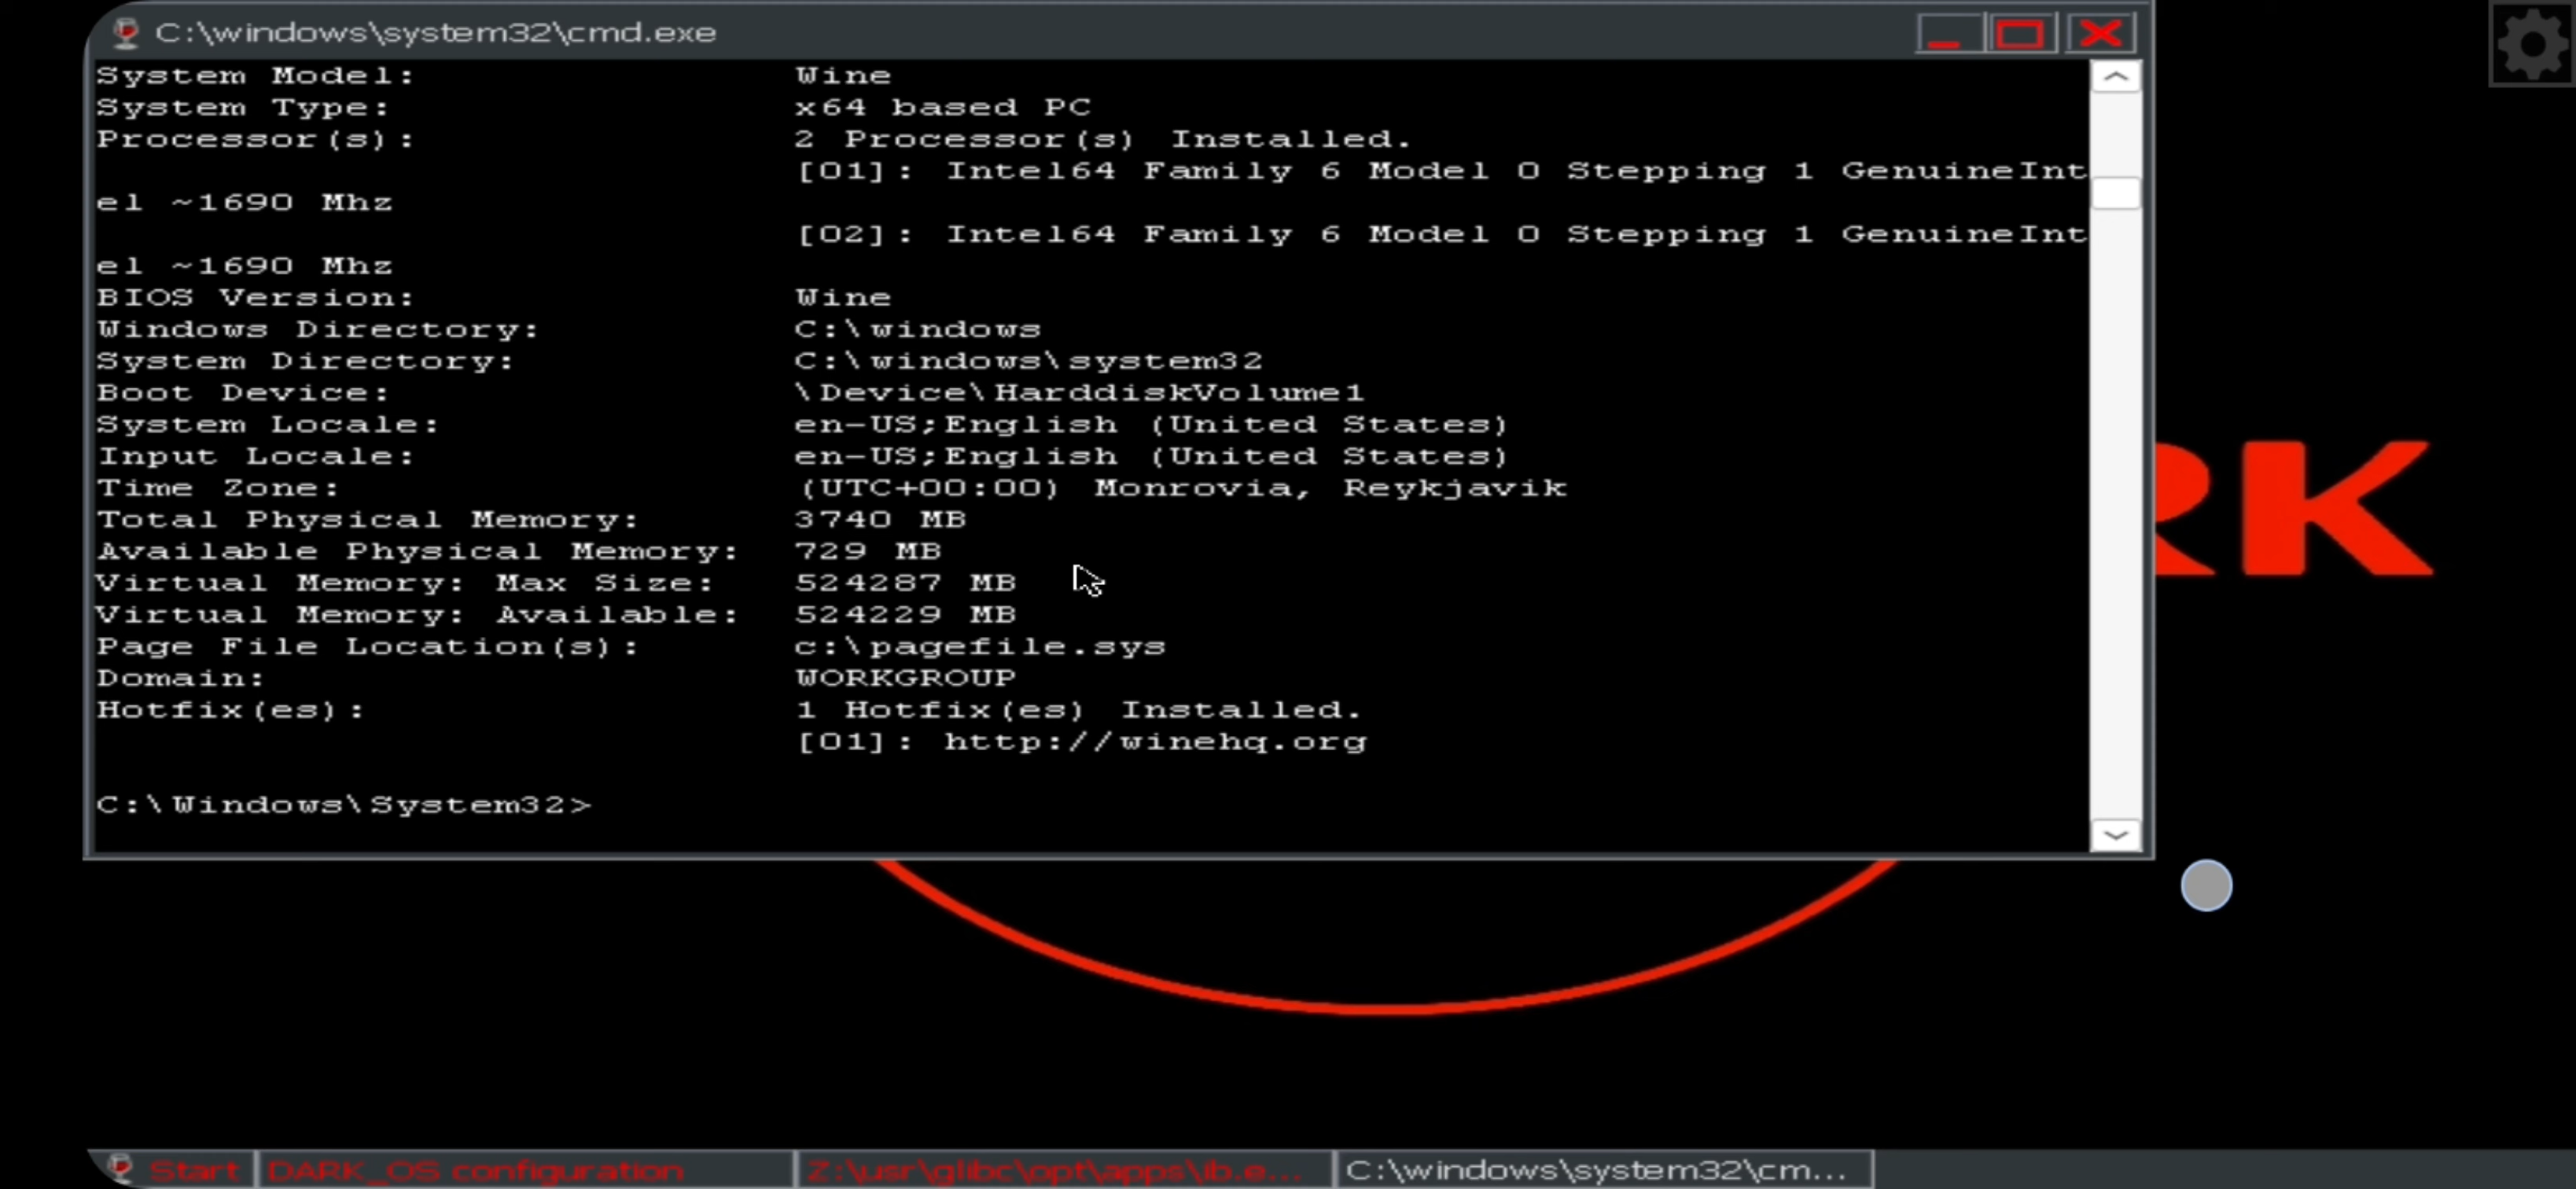 C:\windows\system32\cmd.exe
System Model: Wine
System Type: x64 based PC
Processor(s): 2 Processor(s) Installed.
[01]: Intel64 Family 6 Model 0 Stepping 1 GenuineInt
el ~1690 Mhz
[02]: Intel64 Family 6 Model 0 Stepping 1 GenuineInt
el ~1690 Mhz
BIOS Version: Wine
Windows Directory: C:\windows
System Directory: C:\windows\system32
Boot Device: \Device\HarddiskVolume1
System Locale: en-US;English (United States)
Input Locale: en-US;English (United States)
Time Zone: (UTC+00:00) Monrovia, Reykjavik
Total Physical Memory: 3740 MB
Available Physical Memory: 729 MB
Virtual Memory: Max Size: 524287 MB
Virtual Memory: Available: 524229 MB
Page File Location(s): c:\pagefile.sys
Domain: WORKGROUP
Hotfix(es): 1 Hotfix(es) Installed.
[01]: http://winehq.org
C:\Windows\System32>
RK
Start DARK_OS configuration Z:\usr\glibc\opt\apps\ib.e... C:\windows\system32\cm...